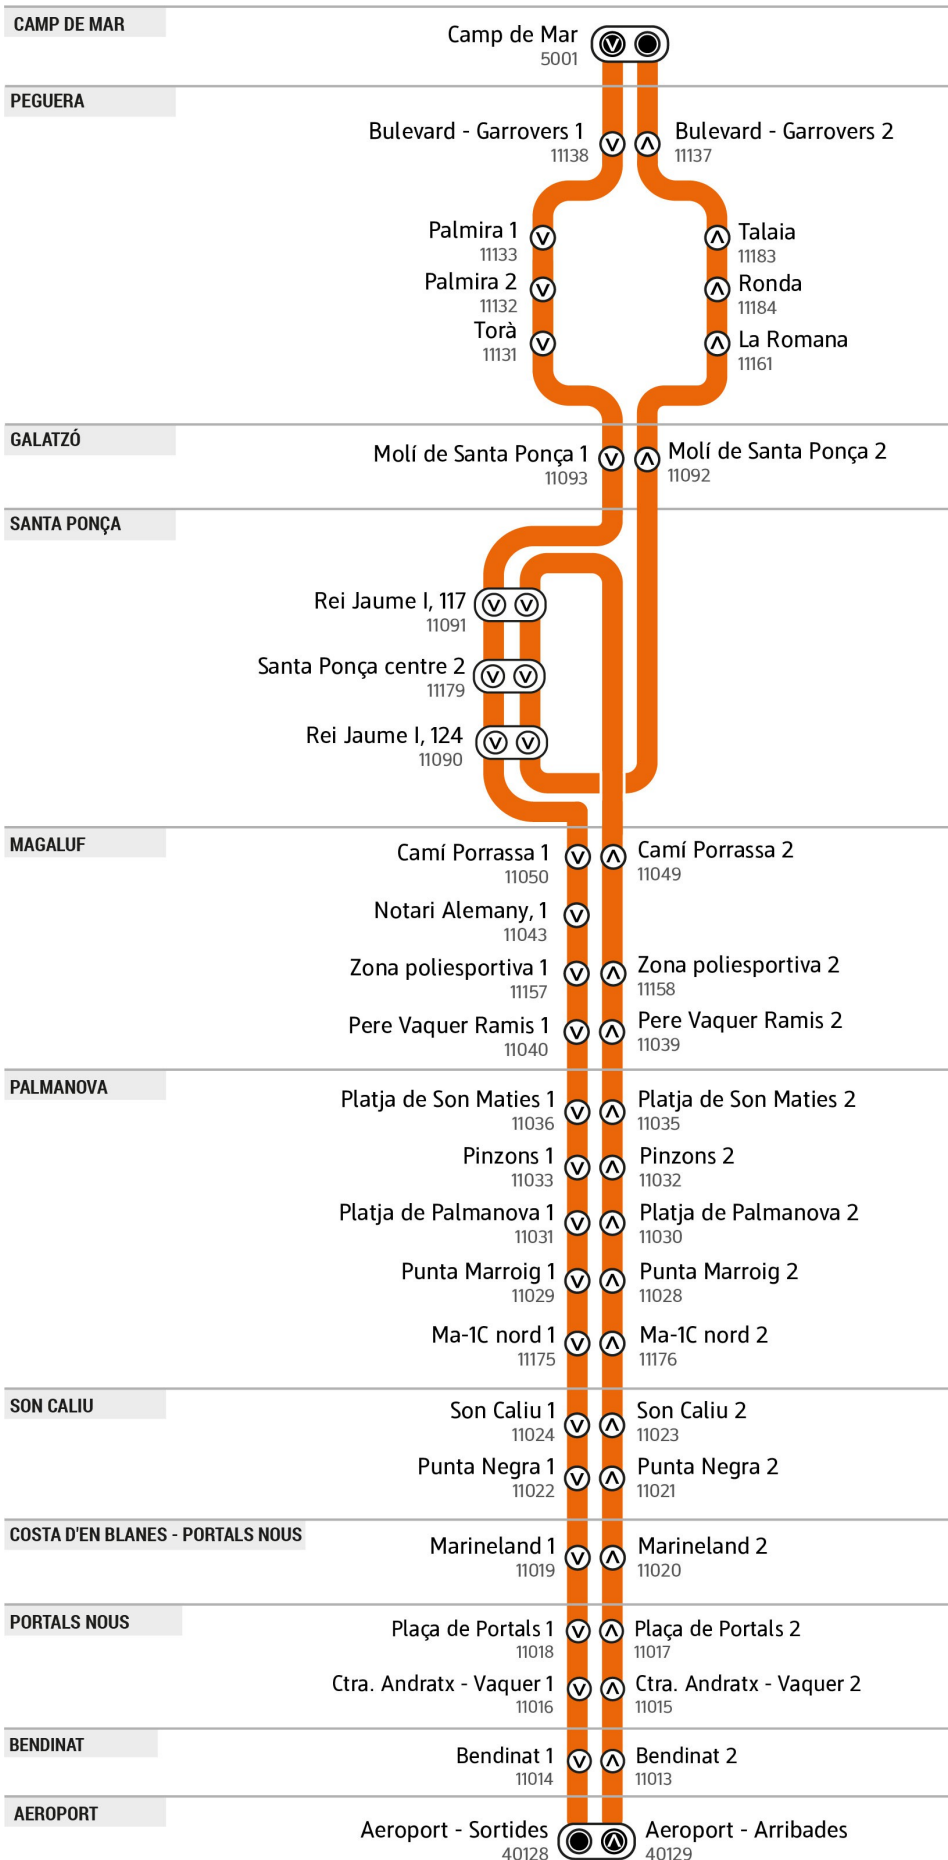 CAMP DE MAR
Camp de Mar
5001
PEGUERA
Bulevard - Garrovers 1
11138
Bulevard - Garrovers 2
11137
Palmira 1
11133
Talaia
11183
Palmira 2
11132
Ronda
11184
Torà
11131
La Romana
11161
GALATZÓ
Molí de Santa Ponça 1
11093
Molí de Santa Ponça 2
11092
SANTA PONÇA
Rei Jaume I, 117
11091
Santa Ponça centre 2
11179
Rei Jaume I, 124
11090
MAGALUF
Camí Porrassa 1
11050
Camí Porrassa 2
11049
Notari Alemany, 1
11043
Zona poliesportiva 1
11157
Zona poliesportiva 2
11158
Pere Vaquer Ramis 1
11040
Pere Vaquer Ramis 2
11039
PALMANOVA
Platja de Son Maties 1
11036
Platja de Son Maties 2
11035
Pinzons 1
11033
Pinzons 2
11032
Platja de Palmanova 1
11031
Platja de Palmanova 2
11030
Punta Marroig 1
11029
Punta Marroig 2
11028
Ma-1C nord 1
11175
Ma-1C nord 2
11176
SON CALIU
Son Caliu 1
11024
Son Caliu 2
11023
Punta Negra 1
11022
Punta Negra 2
11021
COSTA D'EN BLANES - PORTALS NOUS
Marineland 1
11019
Marineland 2
11020
PORTALS NOUS
Plaça de Portals 1
11018
Plaça de Portals 2
11017
Ctra. Andratx - Vaquer 1
11016
Ctra. Andratx - Vaquer 2
11015
BENDINAT
Bendinat 1
11014
Bendinat 2
11013
AEROPORT
Aeroport - Sortides
40128
Aeroport - Arribades
40129